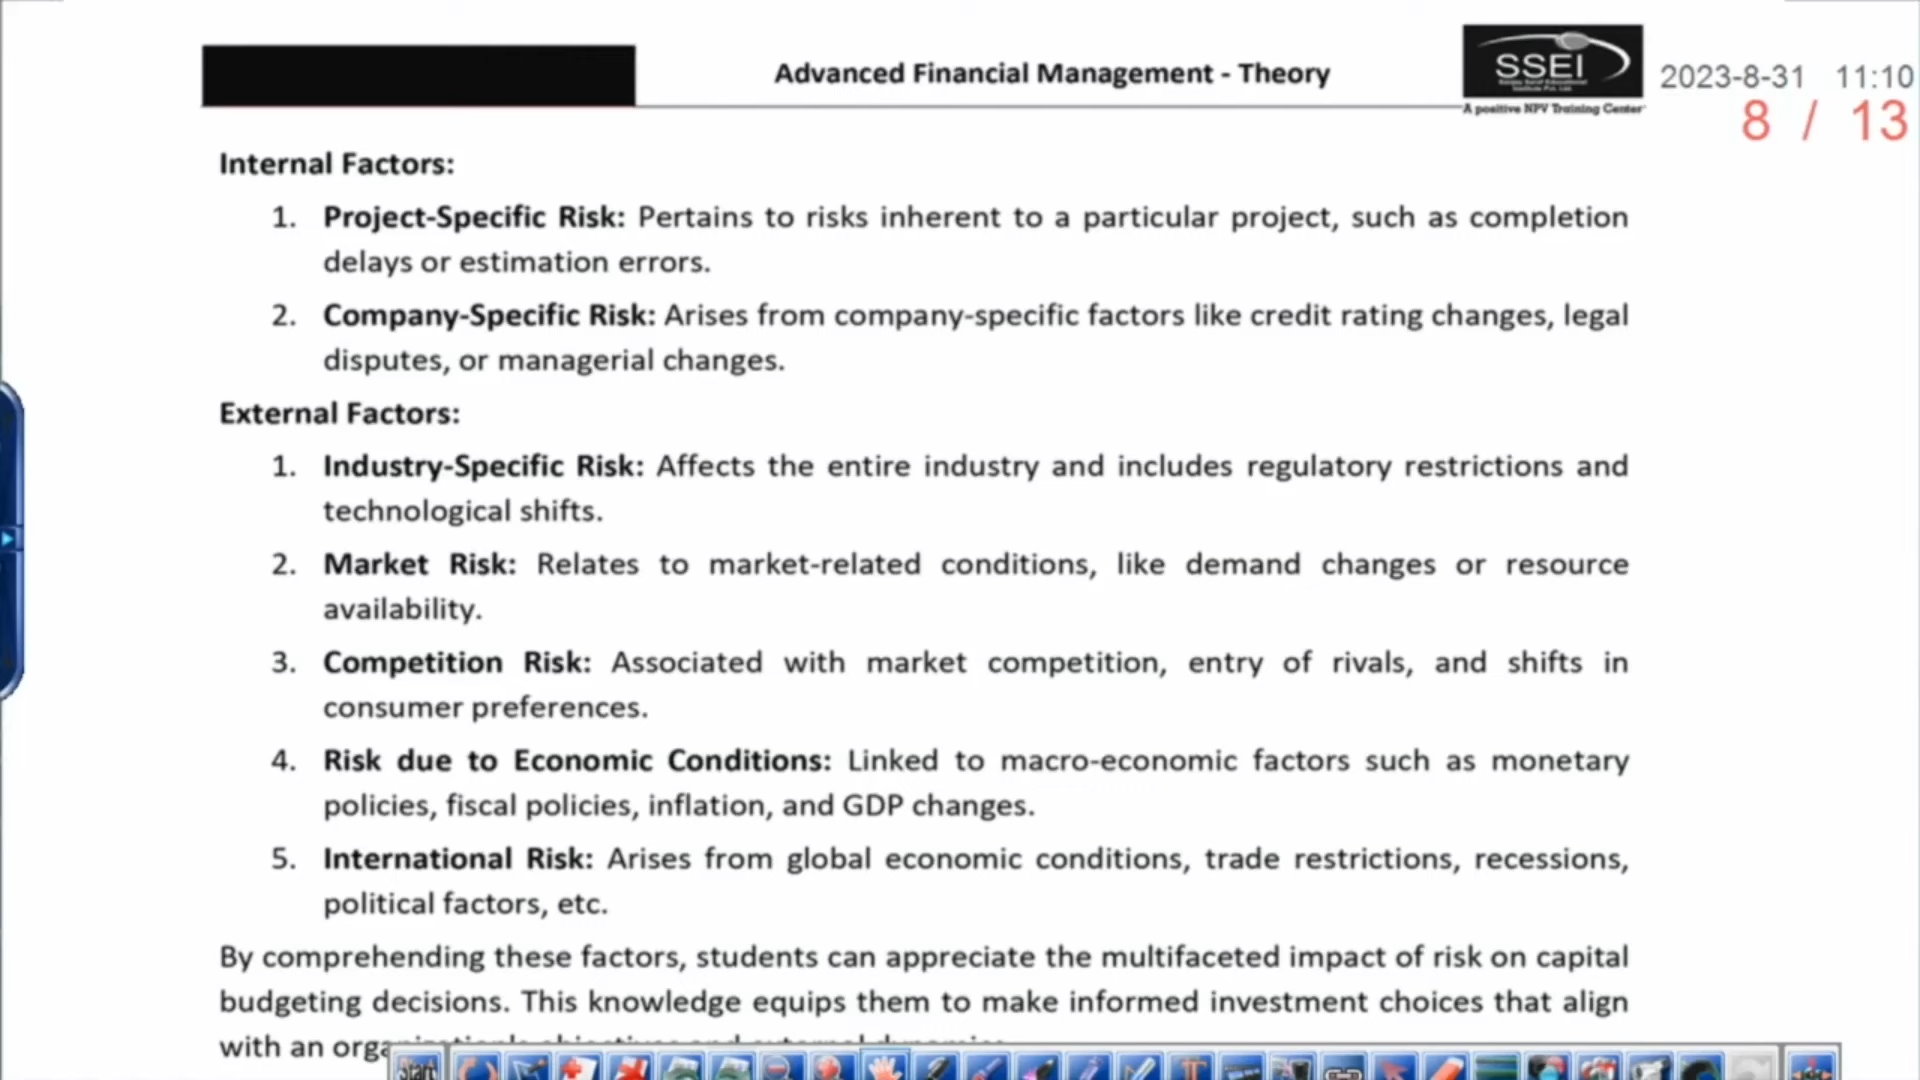 Advanced Financial Management - Theory
SSEI
A positive NPV Training Center
2023-8-31 11:10
8 / 13
Internal Factors:
1. Project-Specific Risk: Pertains to risks inherent to a particular project, such as completion
delays or estimation errors.
2. Company-Specific Risk: Arises from company-specific factors like credit rating changes, legal
disputes, or managerial changes.
External Factors:
1. Industry-Specific Risk: Affects the entire industry and includes regulatory restrictions and
technological shifts.
2. Market Risk: Relates to market-related conditions, like demand changes or resource
availability.
3. Competition Risk: Associated with market competition, entry of rivals, and shifts in
consumer preferences.
4. Risk due to Economic Conditions: Linked to macro-economic factors such as monetary
policies, fiscal policies, inflation, and GDP changes.
5. International Risk: Arises from global economic conditions, trade restrictions, recessions,
political factors, etc.
By comprehending these factors, students can appreciate the multifaceted impact of risk on capital
budgeting decisions. This knowledge equips them to make informed investment choices that align
with an
Start